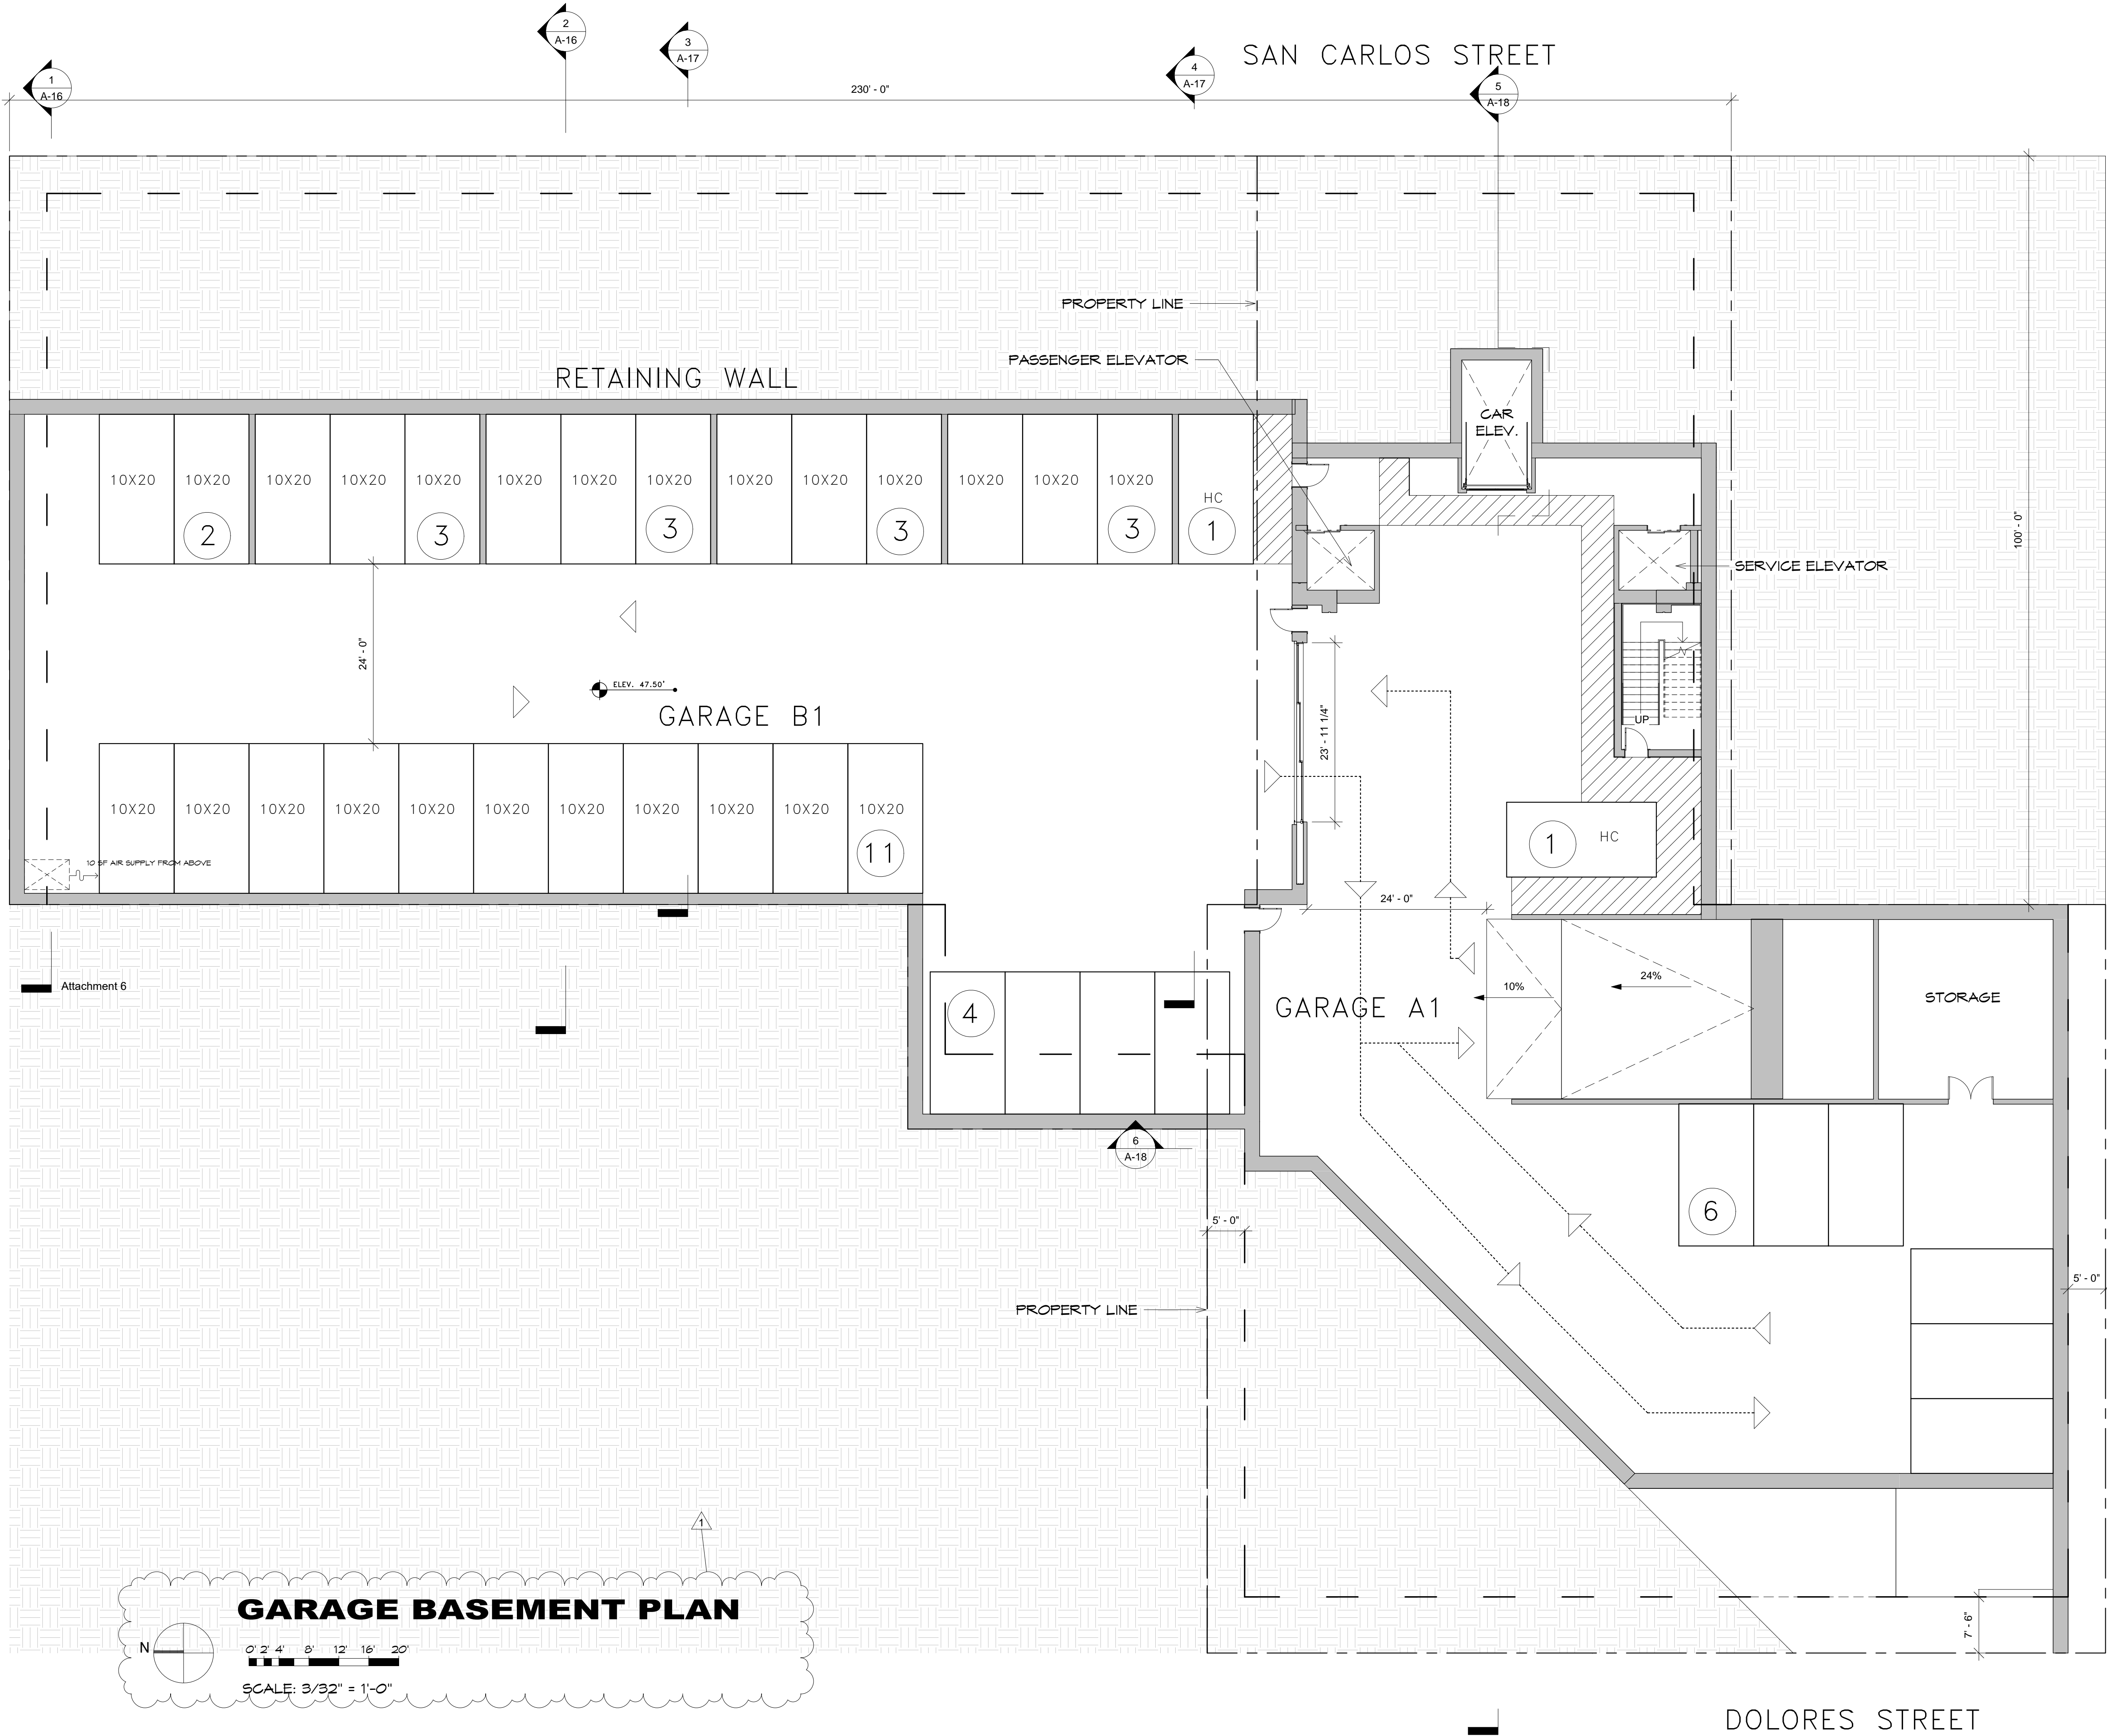 2
A-16
3
A-17
SAN CARLOS STREET
1
A-16
4
A-17
5
A-18
230' - 0"
PROPERTY LINE
PASSENGER ELEVATOR
RETAINING WALL
CAR
ELEV.
10X20
10X20
10X20
10X20
10X20
10X20
10X20
10X20
10X20
10X20
10X20
10X20
10X20
10X20
HC
2
3
3
3
3
1
100' - 0"
SERVICE ELEVATOR
24' - 0"
ELEV. 47.50'
GARAGE B1
23' - 11 1/4"
UP
10X20
10X20
10X20
10X20
10X20
10X20
10X20
10X20
10X20
10X20
10X20
11
1
HC
10 SF AIR SUPPLY FROM ABOVE
24' - 0"
Attachment 6
10%
24%
STORAGE
4
GARAGE A1
6
A-18
6
5' - 0"
5' - 0"
PROPERTY LINE
1
GARAGE BASEMENT PLAN
N
0' 2' 4' 8' 12' 16' 20'
SCALE: 3/32" = 1'-0"
7' - 6"
DOLORES STREET